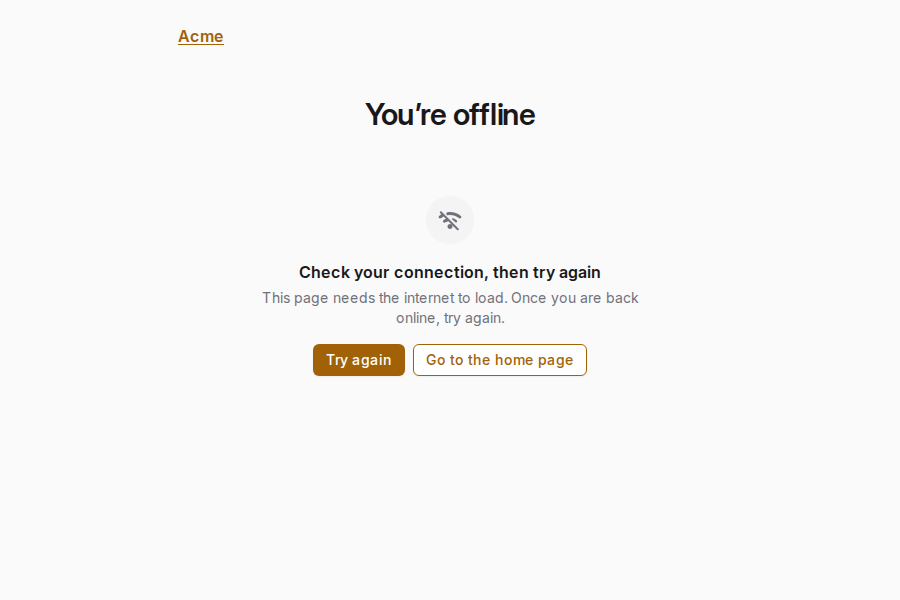 Acme
You’re offline
Check your connection, then try again
This page needs the internet to load. Once you are back
online, try again.
Try again
Go to the home page